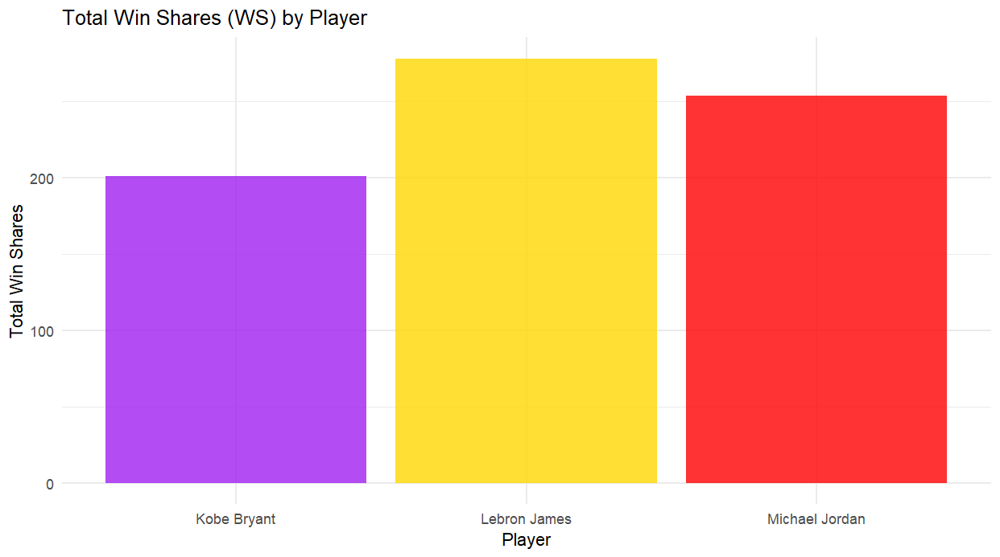 Total Win Shares (WS) by Player
Total Win Shares
200
100
0
Kobe Bryant
Lebron James
Michael Jordan
Player